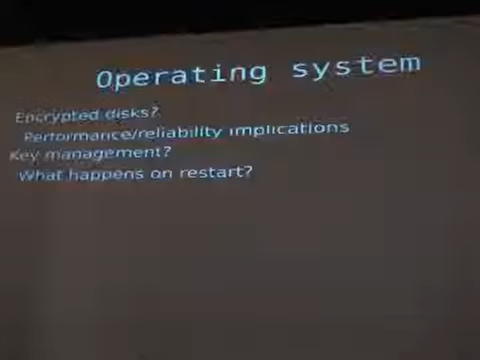 Operating system
Encrypted disks?
Performance/reliability implications
Key management?
What happens on restart?